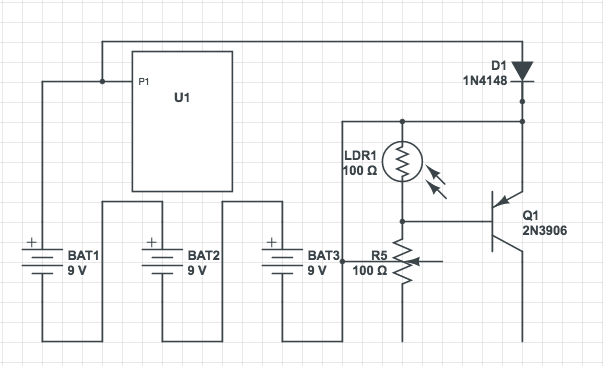 D1
1N4148
P1
U1
LDR1
100 Ω
Q1
2N3906
+
BAT1
9 V
+
BAT2
9 V
+
BAT3
9 V
R5
100 Ω